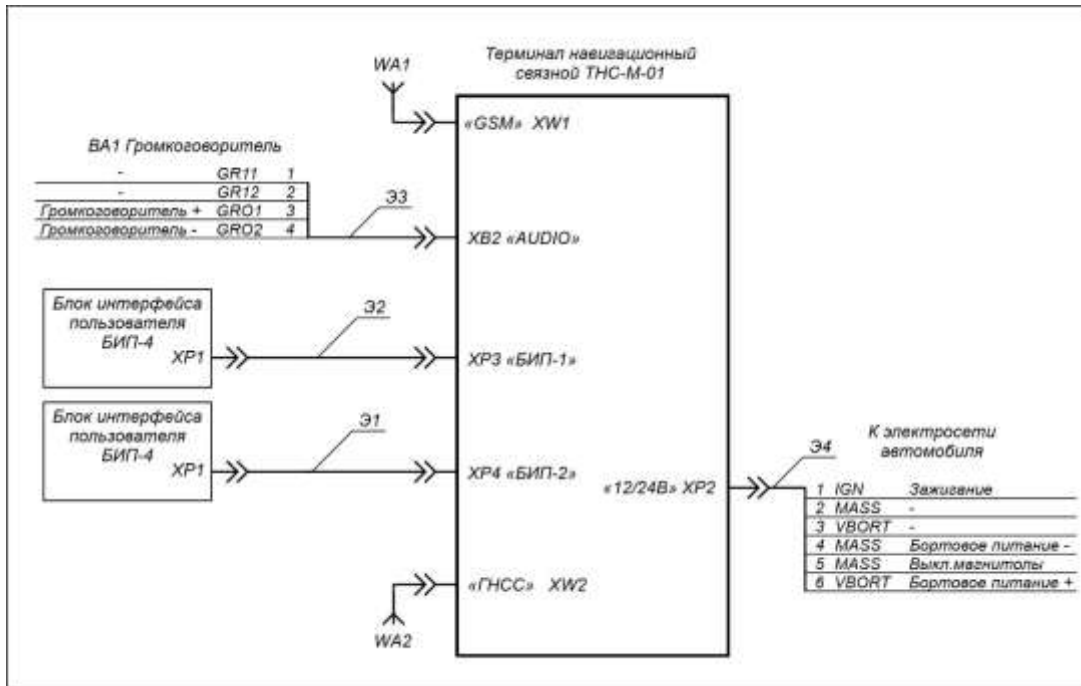 Терминал навигационный
связной ТНС-М-01
WA1
«GSM» XW1
BA1 Громкоговоритель
- GR11 1
- GR12 2
Громкоговоритель + GRO1 3
Громкоговоритель - GRO2 4
Э3
XB2 «AUDIO»
Блок интерфейса
пользователя
БИП-4
XP1
Э2
XP3 «БИП-1»
Блок интерфейса
пользователя
БИП-4
XP1
Э1
XP4 «БИП-2»
«12/24В» XP2
Э4
К электросети
автомобиля
1 IGN Зажигание
2 MASS -
3 VBORT -
4 MASS Бортовое питание -
5 MASS Выкл.магнитолы
6 VBORT Бортовое питание +
«ГНСС» XW2
WA2